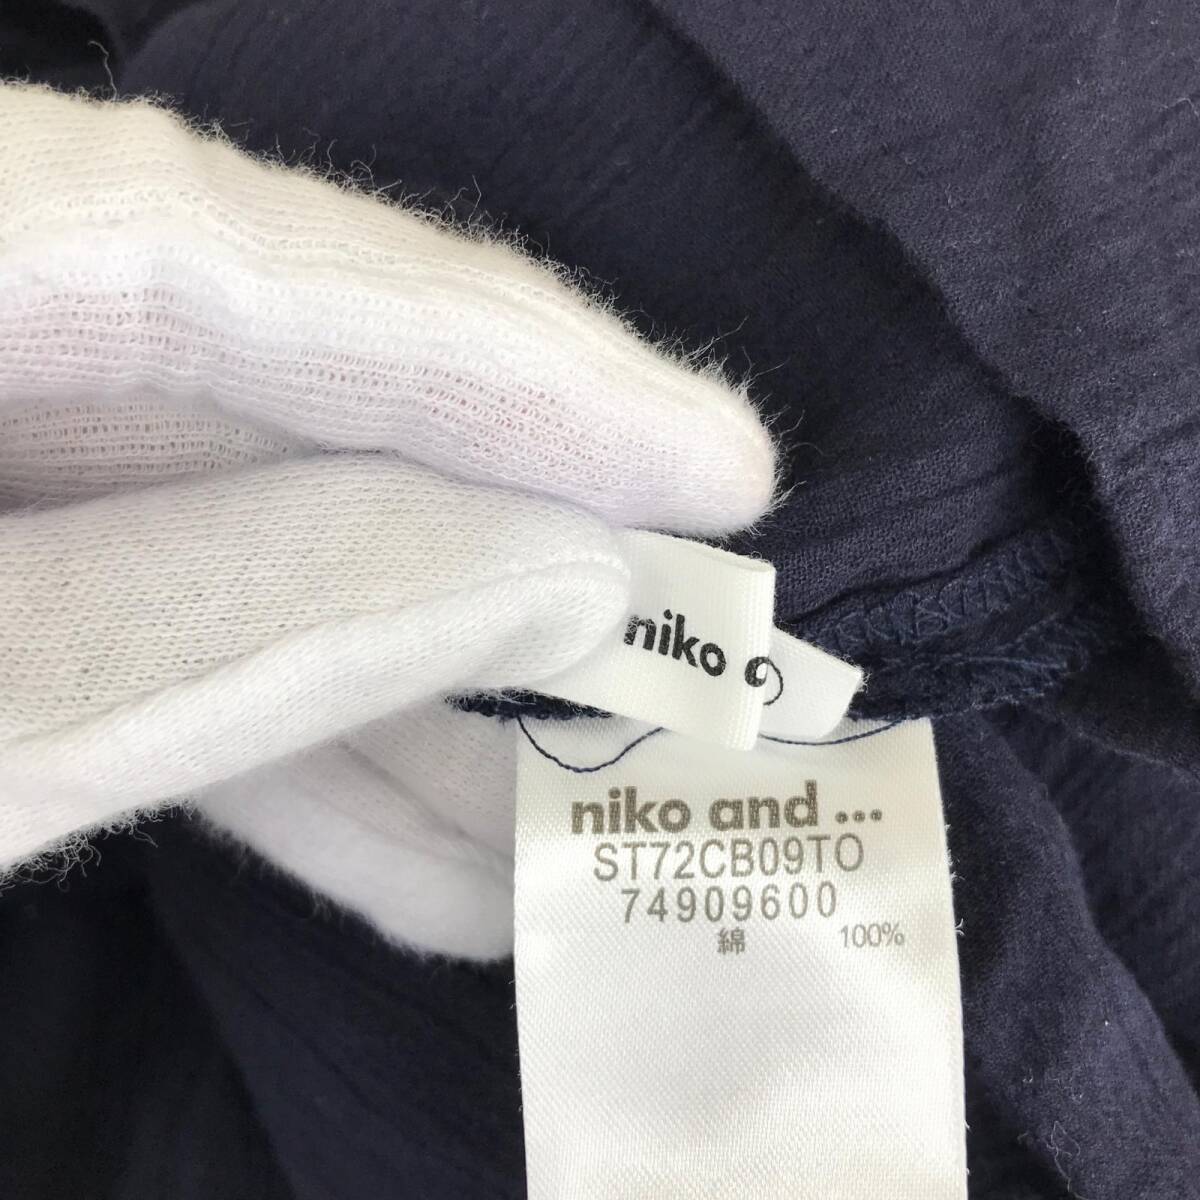 niko
niko and ...
ST72CB09TO
74909600
綿 100%